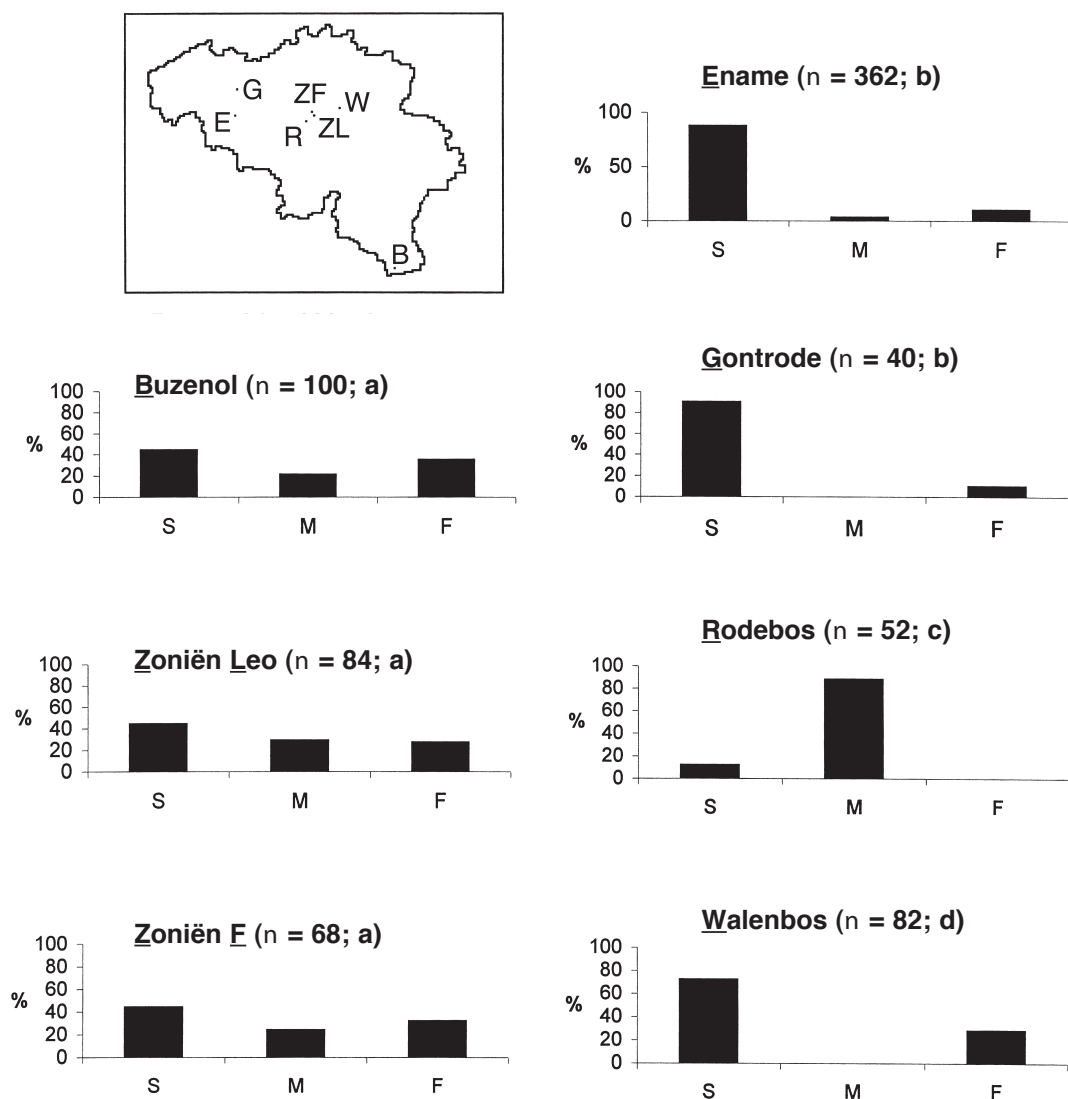 G
ZF
W
E
R
ZL
B
Ename (n = 362; b)
100
50
0
%
S M F
Buzenol (n = 100; a)
100
80
60
40
20
0
%
S M F
Gontrode (n = 40; b)
100
80
60
40
20
0
%
S M F
Zoniën Leo (n = 84; a)
100
80
60
40
20
0
%
S M F
Rodebos (n = 52; c)
100
80
60
40
20
0
%
S M F
Zoniën F (n = 68; a)
100
80
60
40
20
0
%
S M F
Walenbos (n = 82; d)
100
80
60
40
20
0
%
S M F